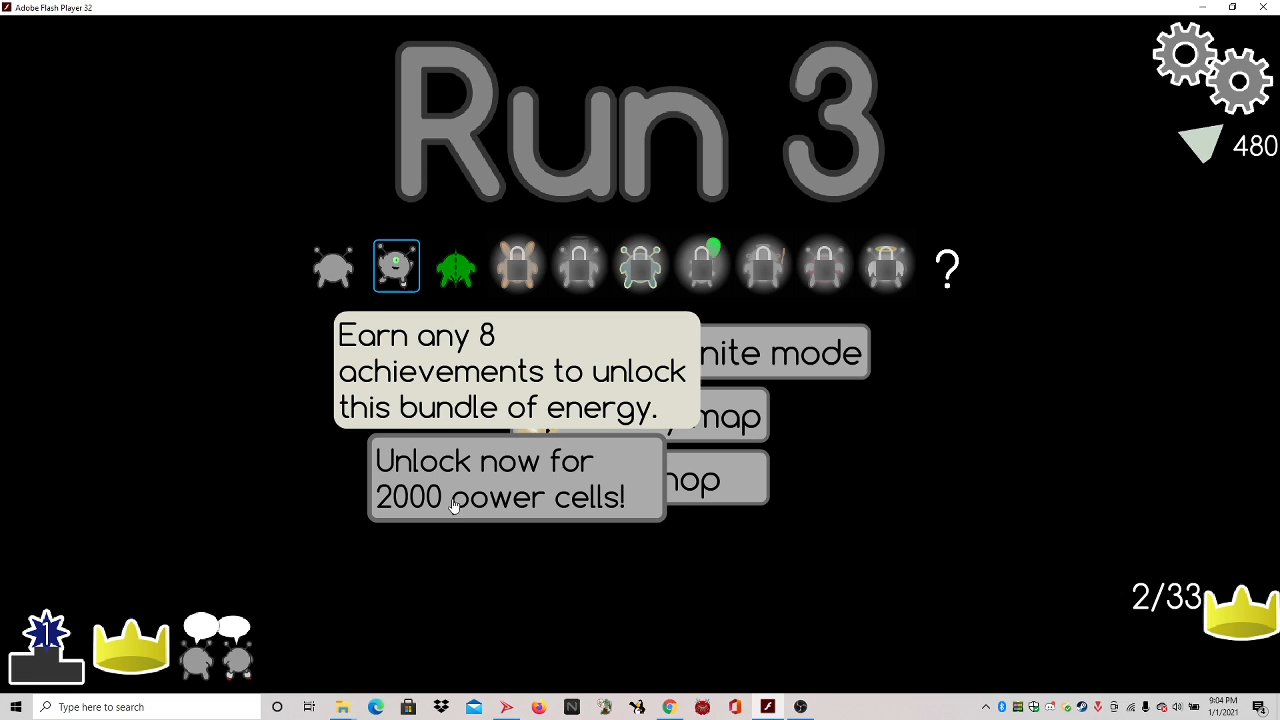 Adobe Flash Player 32
Run 3
480
?
Earn any 8
achievements to unlock
this bundle of energy.
nite mode
map
Unlock now for
2000 power cells!
hop
1
2/33
Type here to search
9:04 PM
1/1/2021
4